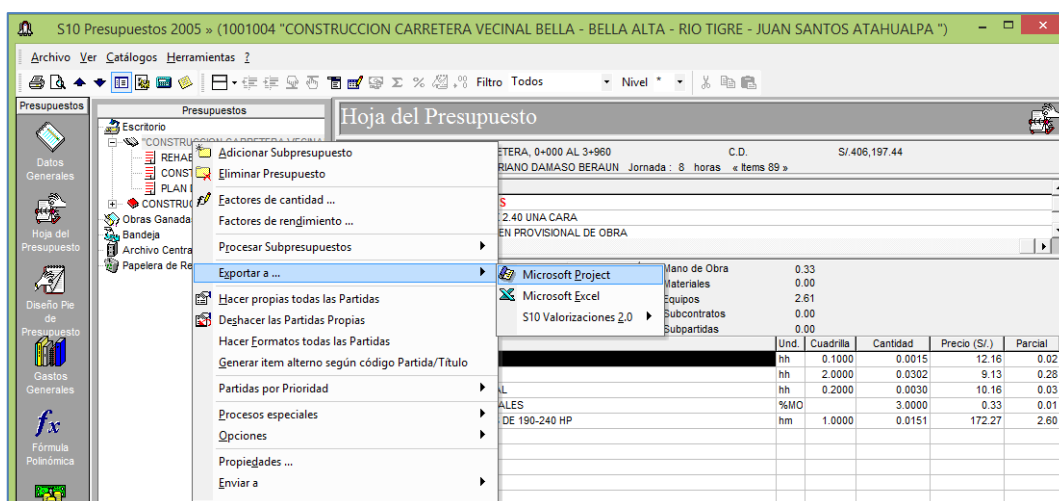 S10 Presupuestos 2005 » (1001004 "CONSTRUCCION CARRETERA VECINAL BELLA - BELLA ALTA - RIO TIGRE - JUAN SANTOS ATAHUALPA ")
Archivo Ver Catálogos Herramientas ?
Filtro Todos Nivel *
Presupuestos
Datos Generales
Hoja del Presupuesto
Diseño Pie de Presupuesto
Gastos Generales
fx
Fórmula Polinómica
Presupuestos
Escritorio
"CONSTRUCCION CARRETERA VECINA
REHAB
CONST
PLAN
CONSTRUC
Obras Ganada
Bandeja
Archivo Centra
Papelera de Re
Adicionar Subpresupuesto
Eliminar Presupuesto
Factores de cantidad ...
Factores de rendimiento ...
Procesar Subpresupuestos
Exportar a ...
Hacer propias todas las Partidas
Deshacer las Partidas Propias
Hacer Formatos todas las Partidas
Generar item alterno según código Partida/Título
Partidas por Prioridad
Procesos especiales
Opciones
Propiedades ...
Enviar a
Microsoft Project
Microsoft Excel
S10 Valorizaciones 2.0
Hoja del Presupuesto
ETERA, 0+000 AL 3+960 C.D. S/.406,197.44
RIANO DAMASO BERAUN Jornada : 8 horas « Items 89 »
S
2.40 UNA CARA
EN PROVISIONAL DE OBRA
Mano de Obra 0.33
Materiales 0.00
Equipos 2.61
Subcontratos 0.00
Subpartidas 0.00
Und. Cuadrilla Cantidad Precio (S/.) Parcial
hh 0.1000 0.0015 12.16 0.02
hh 2.0000 0.0302 9.13 0.28
AL hh 0.2000 0.0030 10.16 0.03
ALES %MO 3.0000 0.33 0.01
DE 190-240 HP hm 1.0000 0.0151 172.27 2.60